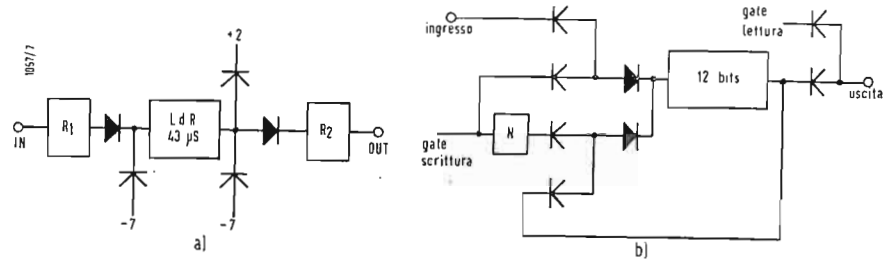 1057/7
IN
R1
L d R
43 µS
+2
-7
-7
R2
OUT
a)
ingresso
gate
scrittura
N
12 bits
gate
lettura
uscita
b)